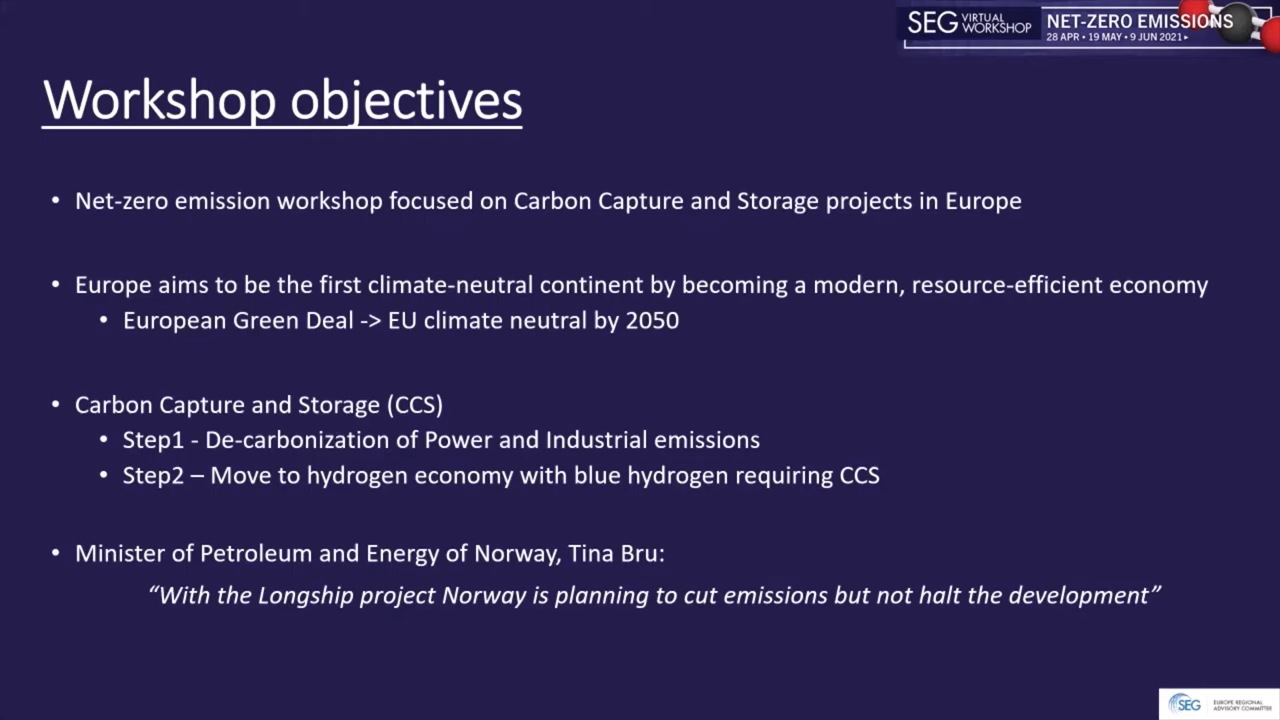 SEG VIRTUAL WORKSHOP NET-ZERO EMISSIONS
28 APR • 19 MAY • 9 JUN 2021
Workshop objectives
• Net-zero emission workshop focused on Carbon Capture and Storage projects in Europe
• Europe aims to be the first climate-neutral continent by becoming a modern, resource-efficient economy
• European Green Deal -> EU climate neutral by 2050
• Carbon Capture and Storage (CCS)
• Step1 - De-carbonization of Power and Industrial emissions
• Step2 – Move to hydrogen economy with blue hydrogen requiring CCS
• Minister of Petroleum and Energy of Norway, Tina Bru:
“With the Longship project Norway is planning to cut emissions but not halt the development”
SEG EUROPE REGIONAL
ADVISORY COMMITTEE